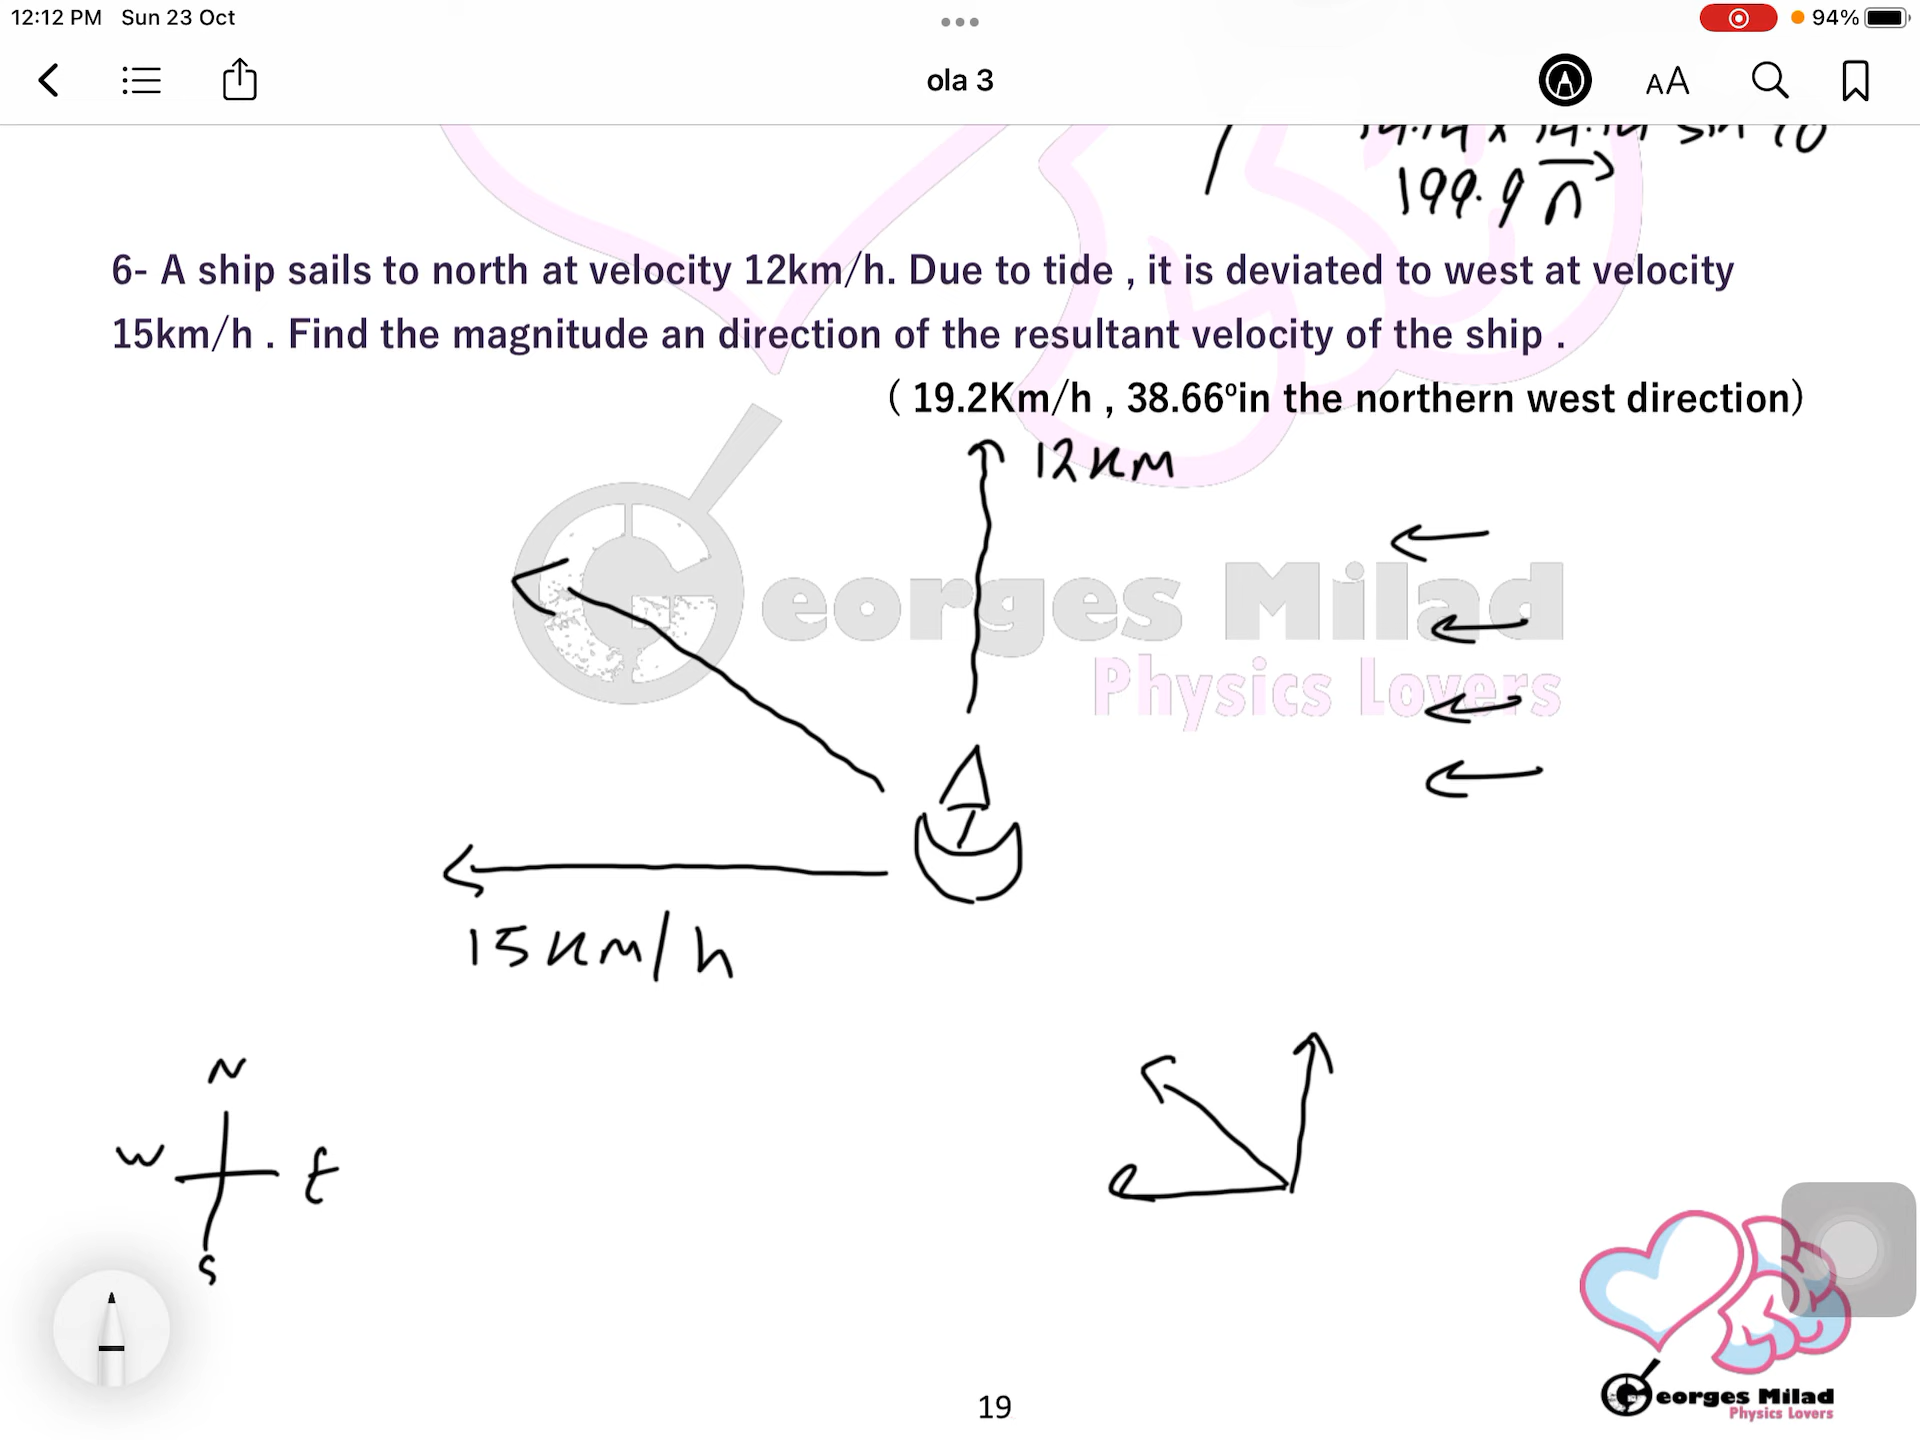 12:12 PM Sun 23 Oct
94%
ola 3
AA
199.9 n
6- A ship sails to north at velocity 12km/h. Due to tide , it is deviated to west at velocity
15km/h . Find the magnitude an direction of the resultant velocity of the ship .
( 19.2Km/h , 38.66ºin the northern west direction)
12KM
Georges Milad
Physics Lovers
15KM/h
N
W E
S
19
Georges Milad
Physics Lovers